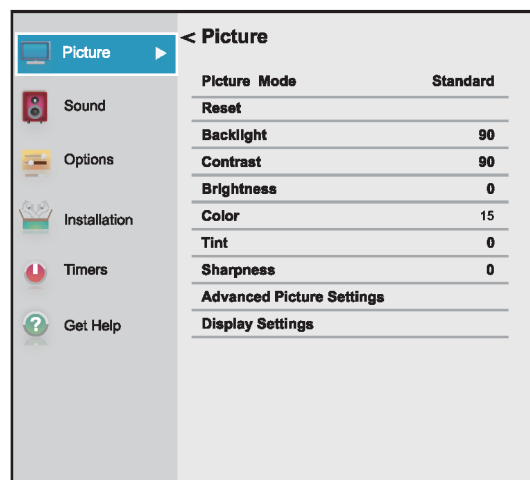 Picture
Sound
Options
Installation
Timers
Get Help
< Picture
Picture Mode Standard
Reset
Backlight 90
Contrast 90
Brightness 0
Color 15
Tint 0
Sharpness 0
Advanced Picture Settings
Display Settings